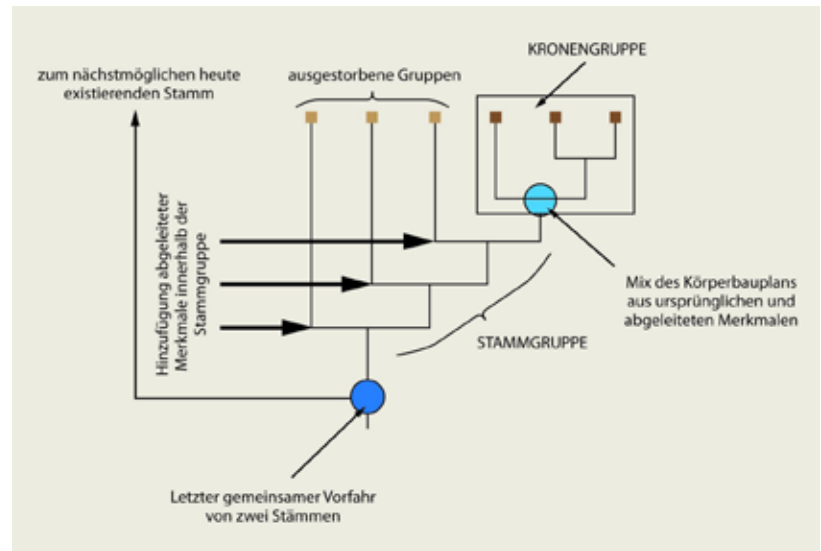 KRONENGRUPPE
zum nächstmöglichen heute
existierenden Stamm
ausgestorbene Gruppen
Hinzufügung abgeleiteter
Merkmale innerhalb der
Stammgruppe
Mix des Körperbauplans
aus ursprünglichen und
abgeleiteten Merkmalen
STAMMGRUPPE
Letzter gemeinsamer Vorfahr
von zwei Stämmen